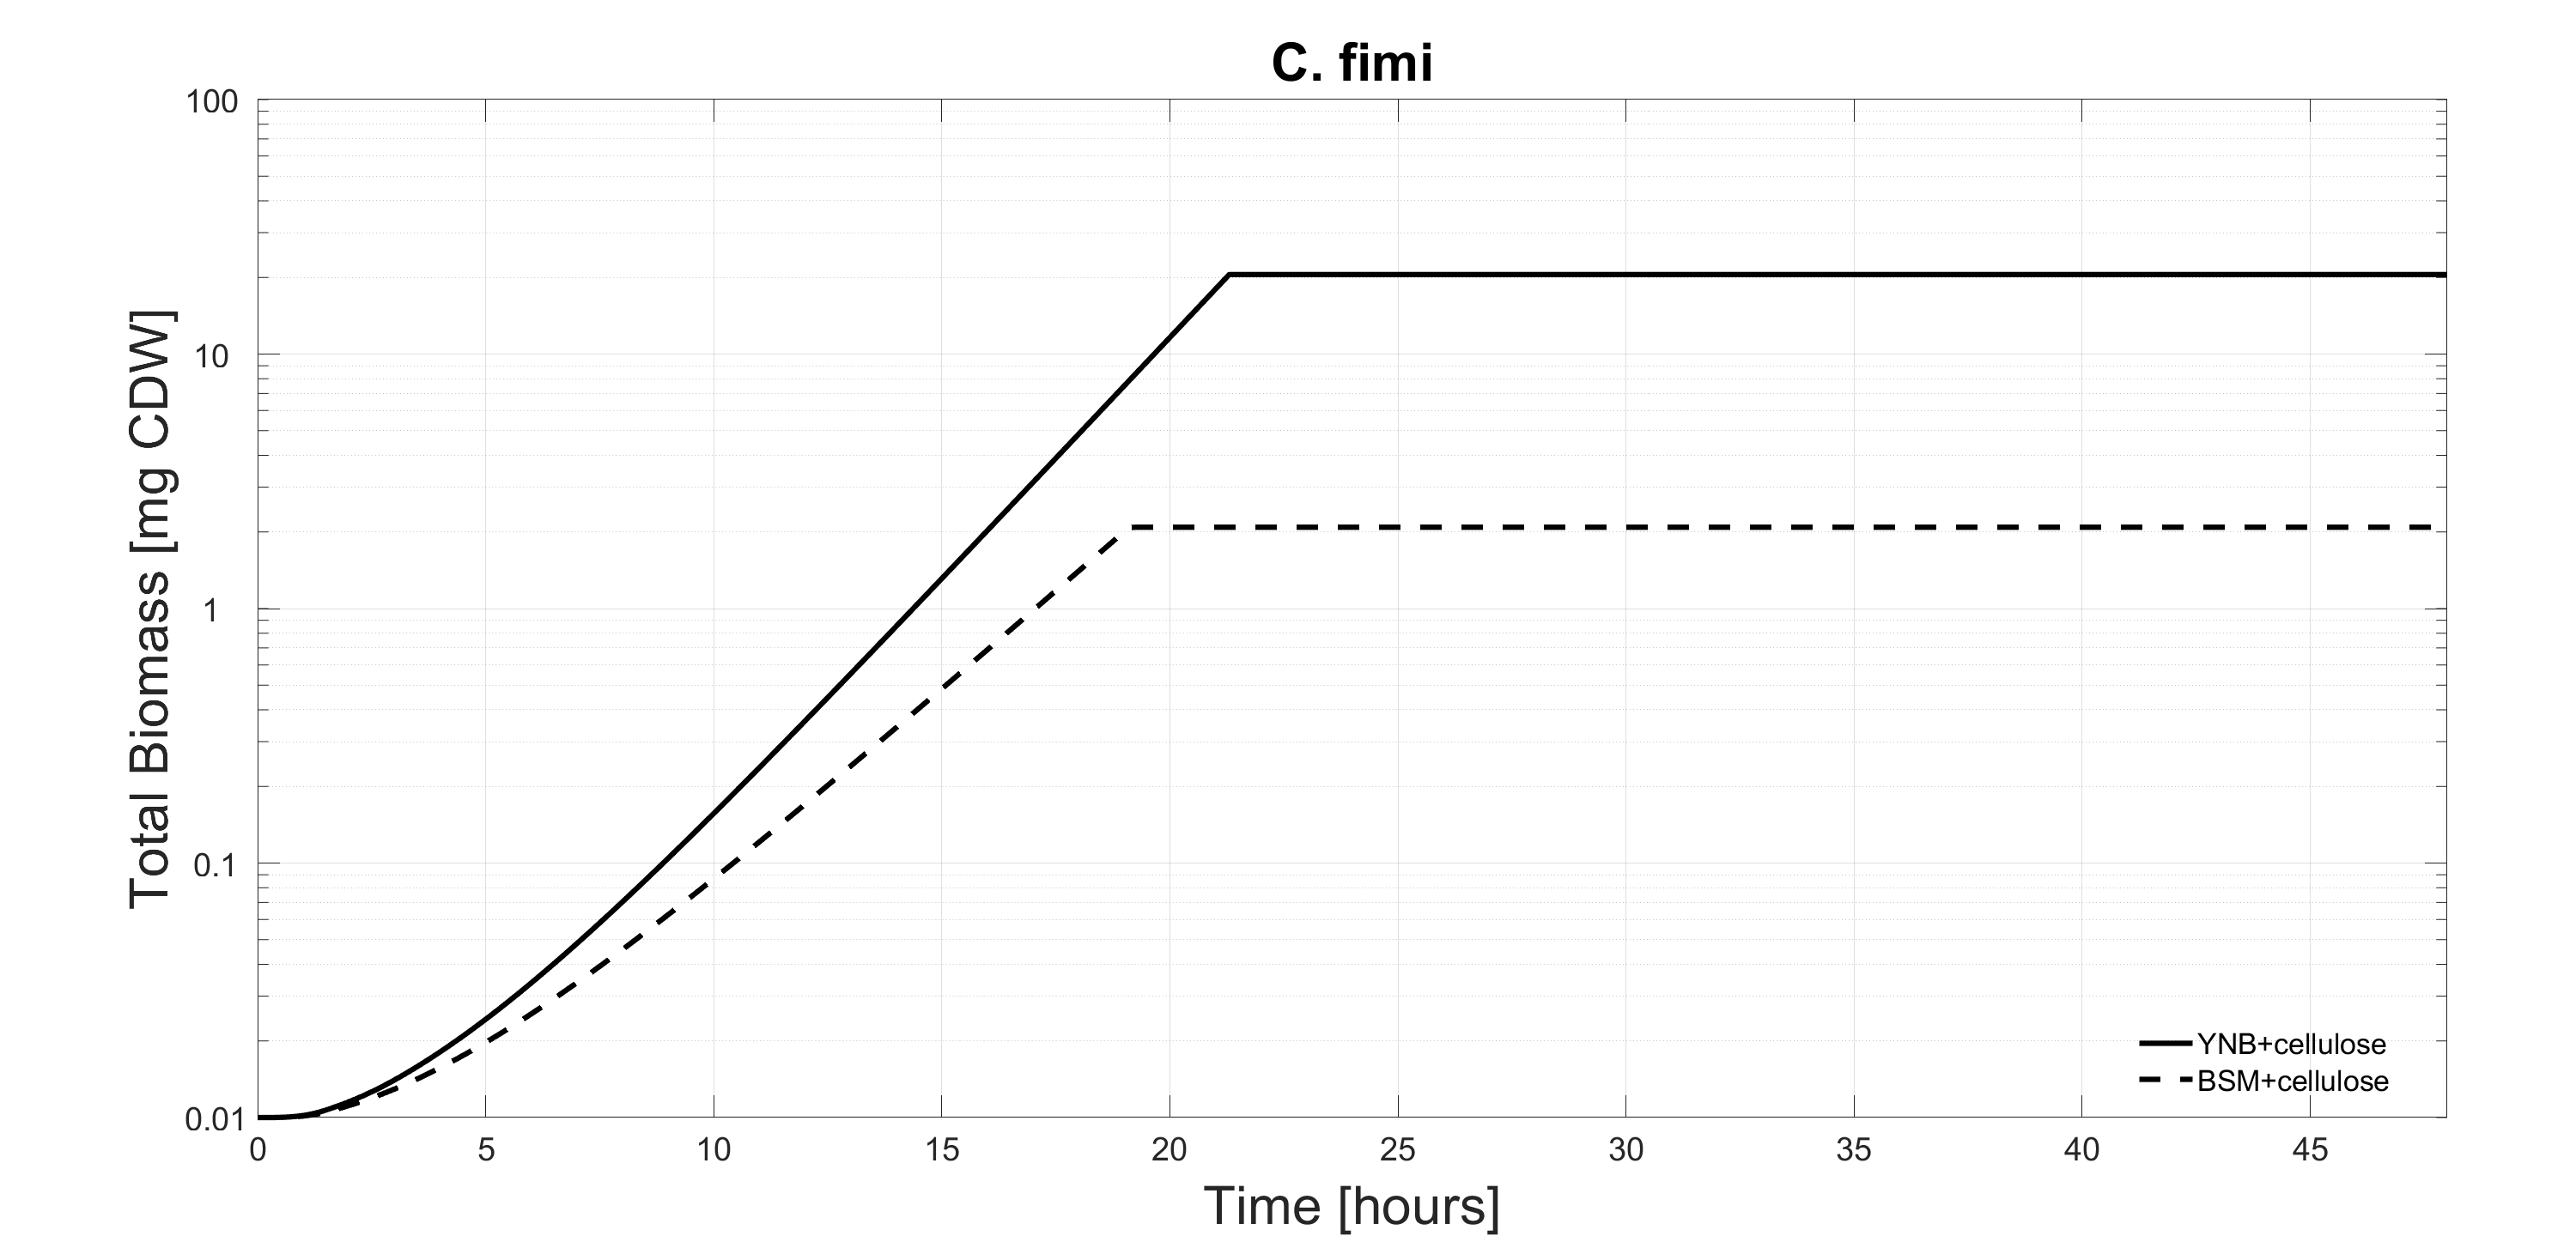 C. fimi
100
10
1
0.1
0.01
Total Biomass [mg CDW]
0 5 10 15 20 25 30 35 40 45
Time [hours]
YNB+cellulose
BSM+cellulose